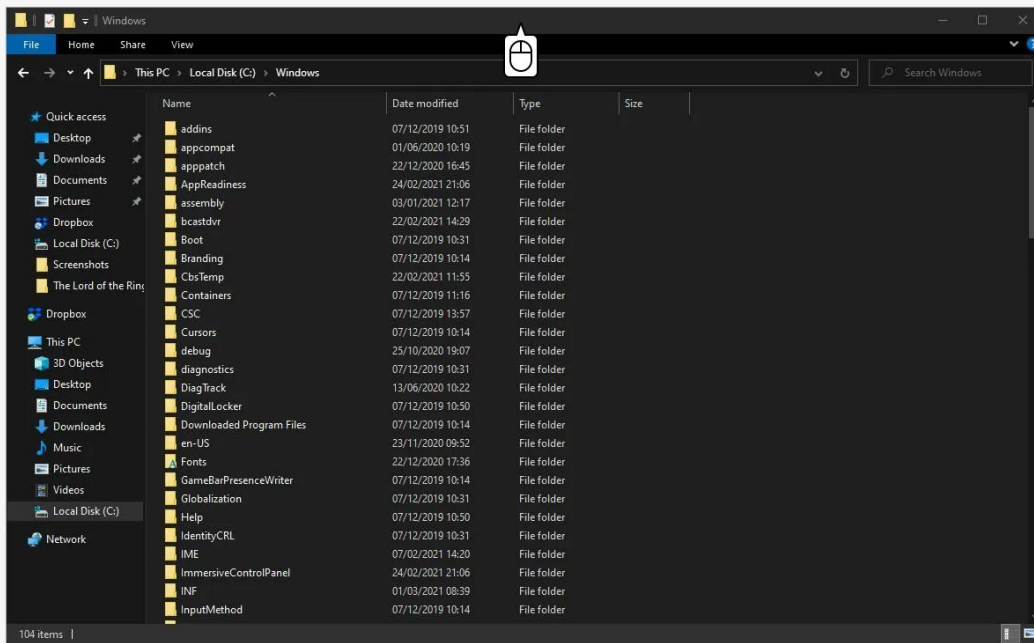 Windows
File Home Share View
This PC Local Disk (C:) Windows
Search Windows
Name Date modified Type Size
Quick access
Desktop
Downloads
Documents
Pictures
Dropbox
Local Disk (C:)
Screenshots
The Lord of the Ring
Dropbox
This PC
3D Objects
Desktop
Documents
Downloads
Music
Pictures
Videos
Local Disk (C:)
Network
addins 07/12/2019 10:51 File folder
appcompat 01/06/2020 10:19 File folder
apppatch 22/12/2020 16:45 File folder
AppReadiness 24/02/2021 21:06 File folder
assembly 03/01/2021 12:17 File folder
bcastdvr 22/02/2021 14:29 File folder
Boot 07/12/2019 10:31 File folder
Branding 07/12/2019 10:14 File folder
CbsTemp 22/02/2021 11:55 File folder
Containers 07/12/2019 11:16 File folder
CSC 07/12/2019 13:57 File folder
Cursors 07/12/2019 10:14 File folder
debug 25/10/2020 19:07 File folder
diagnostics 07/12/2019 10:31 File folder
DiagTrack 13/06/2020 10:22 File folder
DigitalLocker 07/12/2019 10:50 File folder
Downloaded Program Files 07/12/2019 10:14 File folder
en-US 23/11/2020 09:52 File folder
Fonts 22/12/2020 17:36 File folder
GameBarPresenceWriter 07/12/2019 10:14 File folder
Globalization 07/12/2019 10:31 File folder
Help 07/12/2019 10:50 File folder
IdentityCRL 07/12/2019 10:31 File folder
IME 07/02/2021 14:20 File folder
ImmersiveControlPanel 24/02/2021 21:06 File folder
INF 01/03/2021 08:39 File folder
InputMethod 07/12/2019 10:14 File folder
104 items